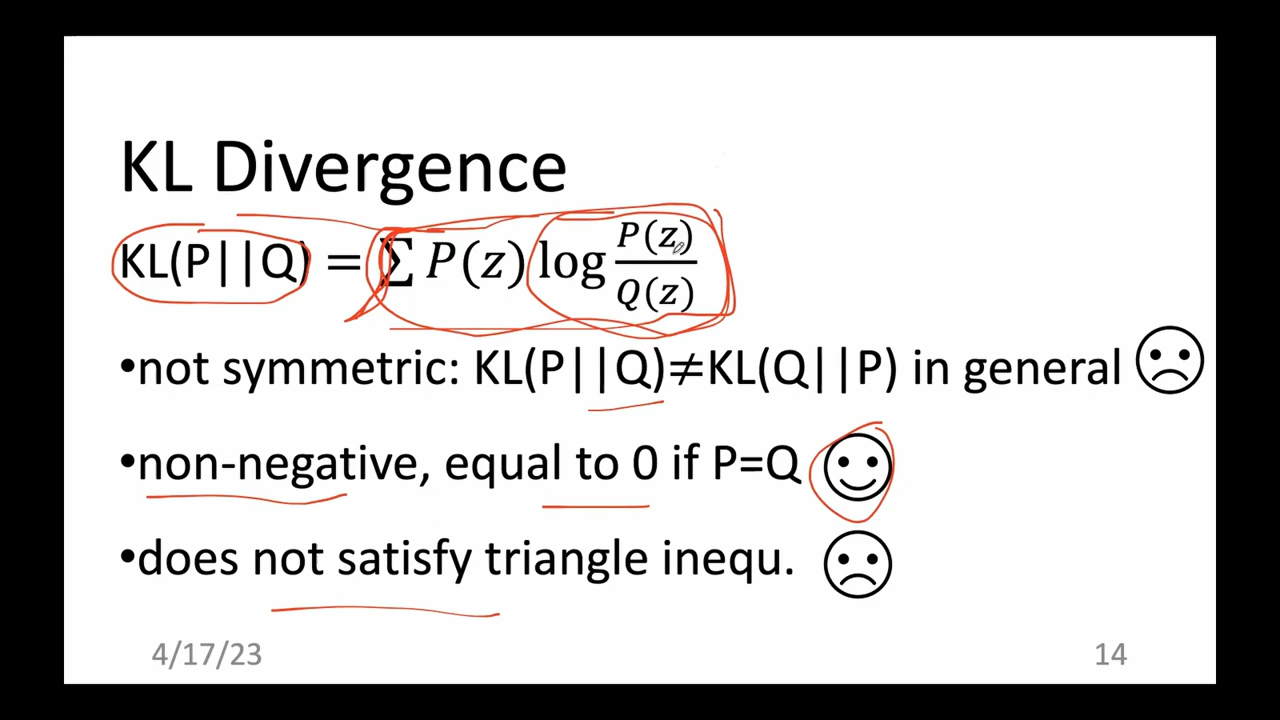 KL Divergence
KL(P||Q) = ∑ P(z) log P(z)/Q(z)
•not symmetric: KL(P||Q)≠KL(Q||P) in general
•non-negative, equal to 0 if P=Q
•does not satisfy triangle inequ.
4/17/23 14